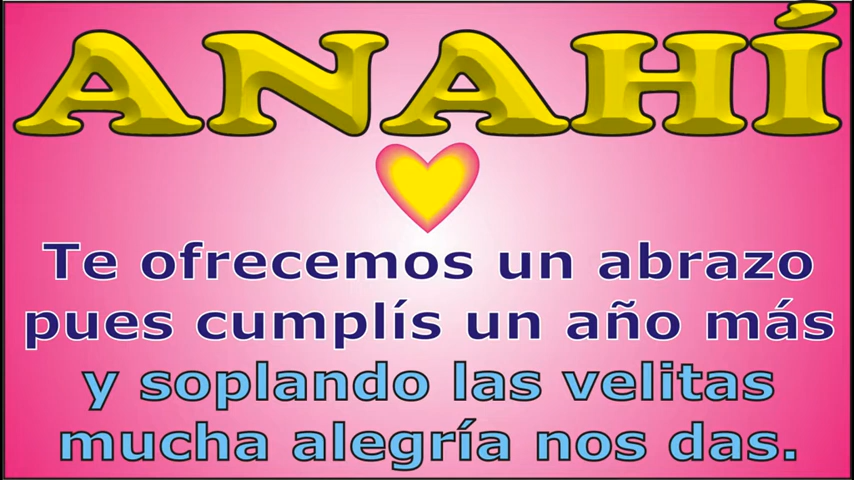 ANAHÍ
Te ofrecemos un abrazo
pues cumplís un año más
y soplando las velitas
mucha alegría nos das.